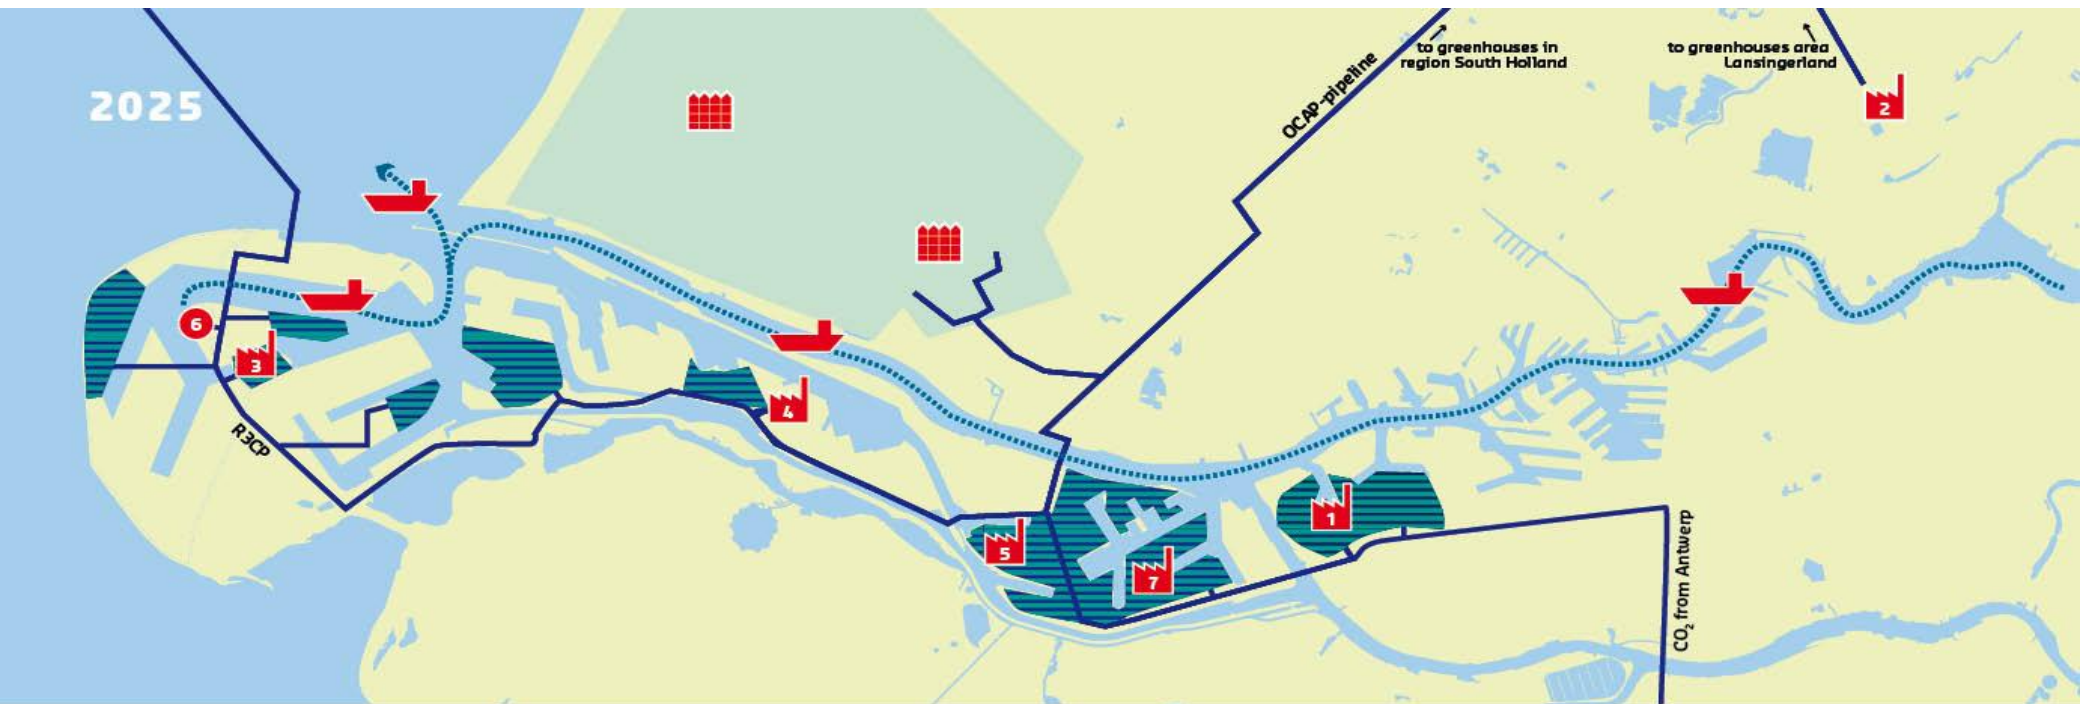 2025
to greenhouses in
region South Holland
to greenhouses area
Lansingerland
OCAP-pipeline
2
6
3
4
R3CP
5
7
1
CO₂ from Antwerp